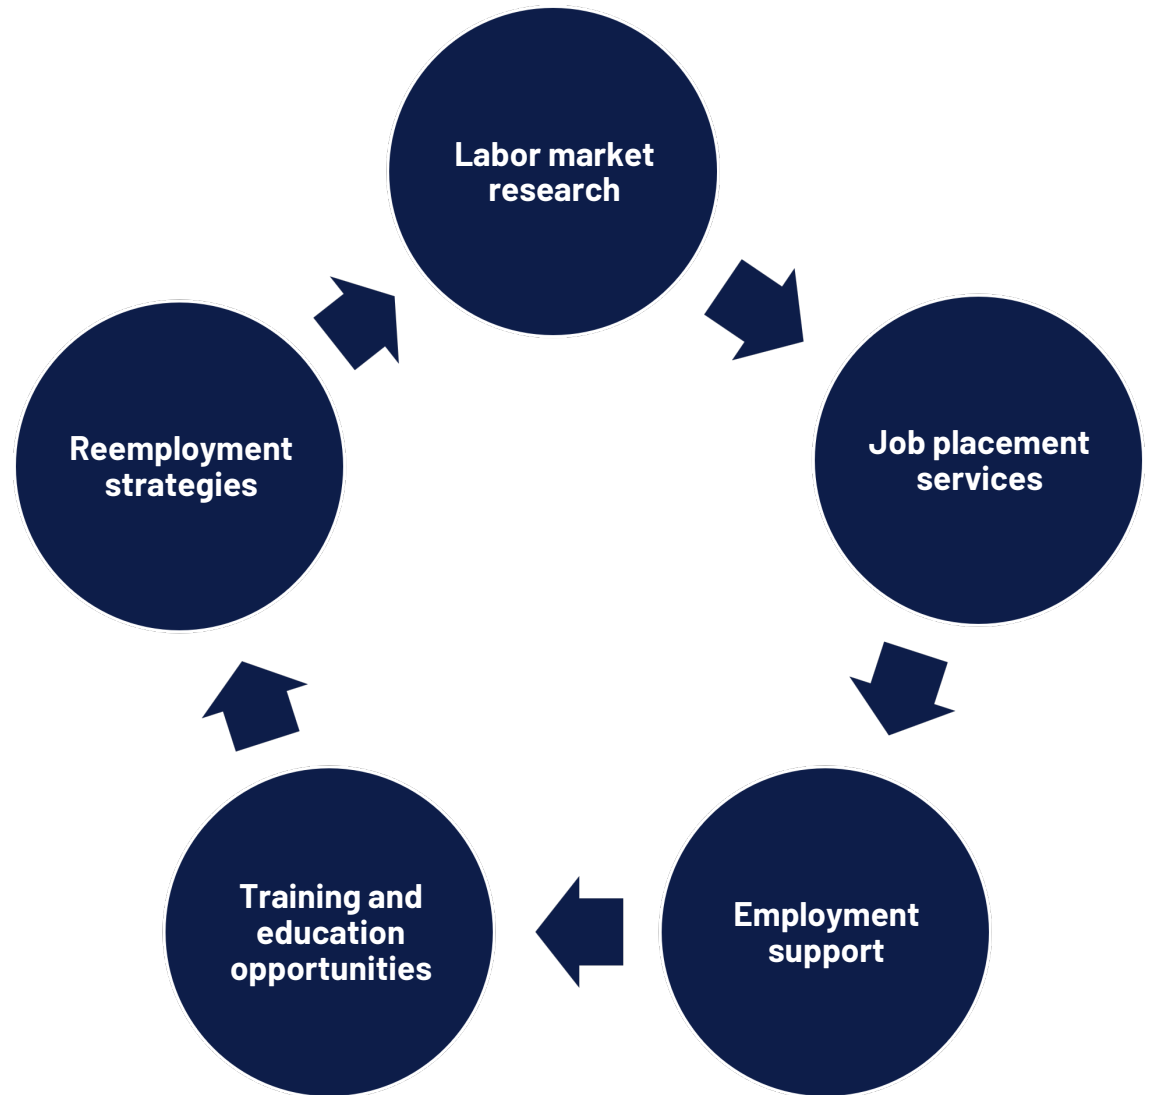 Labor market
research
Job placement
services
Employment
support
Training and
education
opportunities
Reemployment
strategies